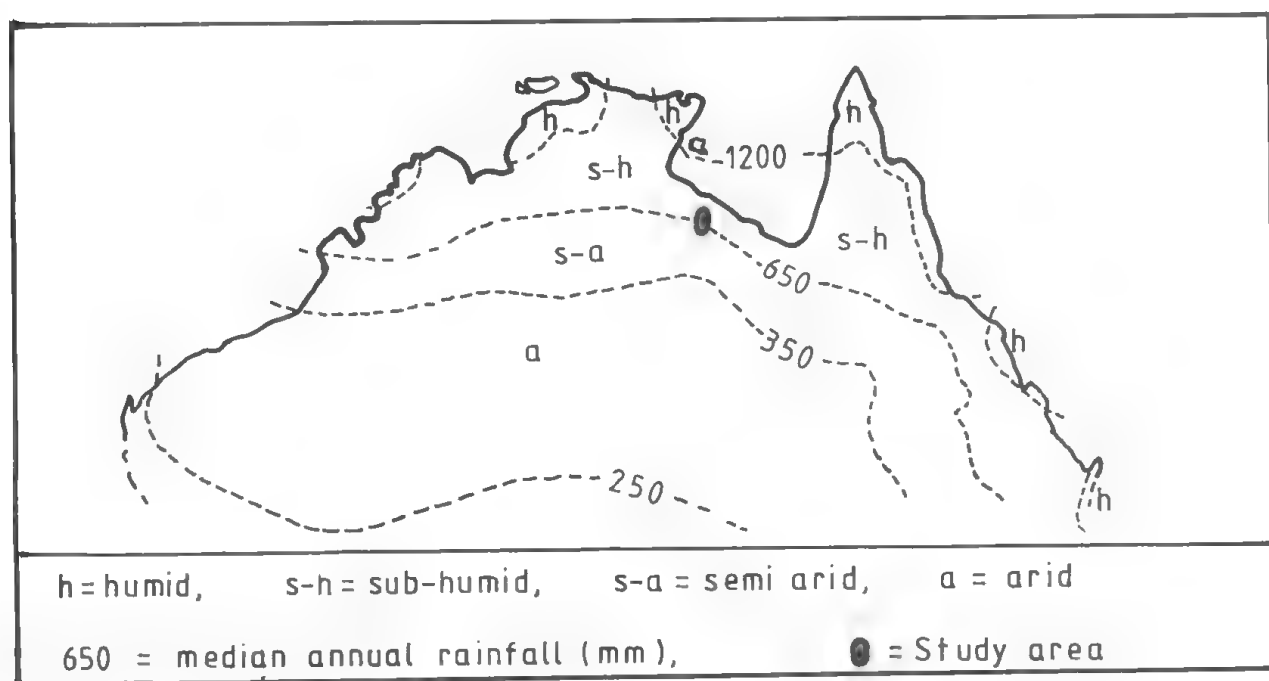 h
h
h
a
1200
s-h
s-h
s-a
650
350
a
h
250
h
h = humid, s-h = sub-humid, s-a = semi arid, a = arid
650 = median annual rainfall (mm), = Study area